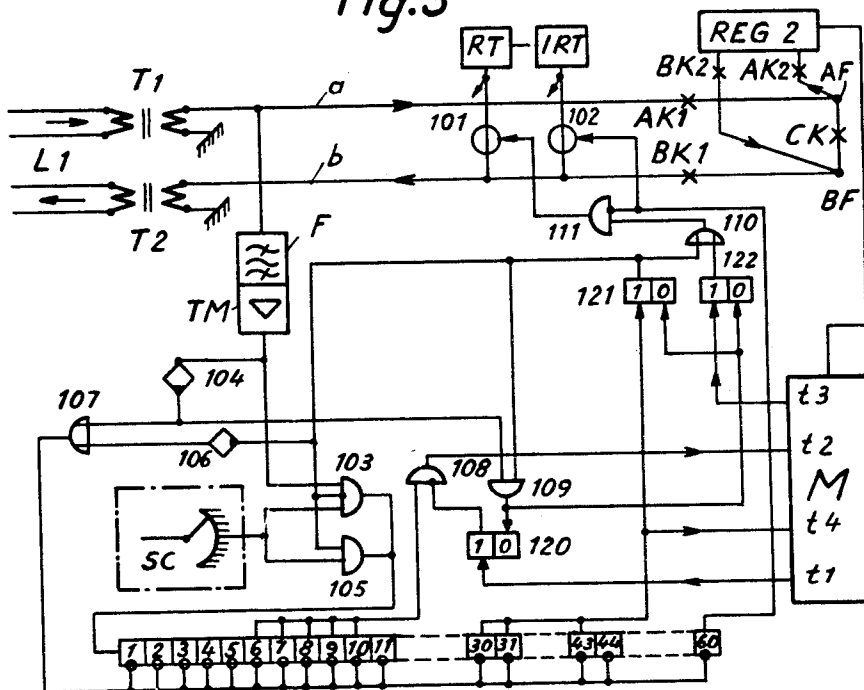 Fig.3
RT
IRT
REG 2
BK2
AK2
AF
T1
a
101
102
AK1
CK
L1
b
BK1
BF
T2
111
110
F
122
121
1 0
1 0
TM
104
107
t3
106
103
108
109
t2
M
SC
1 0
120
t4
105
t1
1 2 3 4 5 6 7 8 9 10 11
30 31
43 44
60